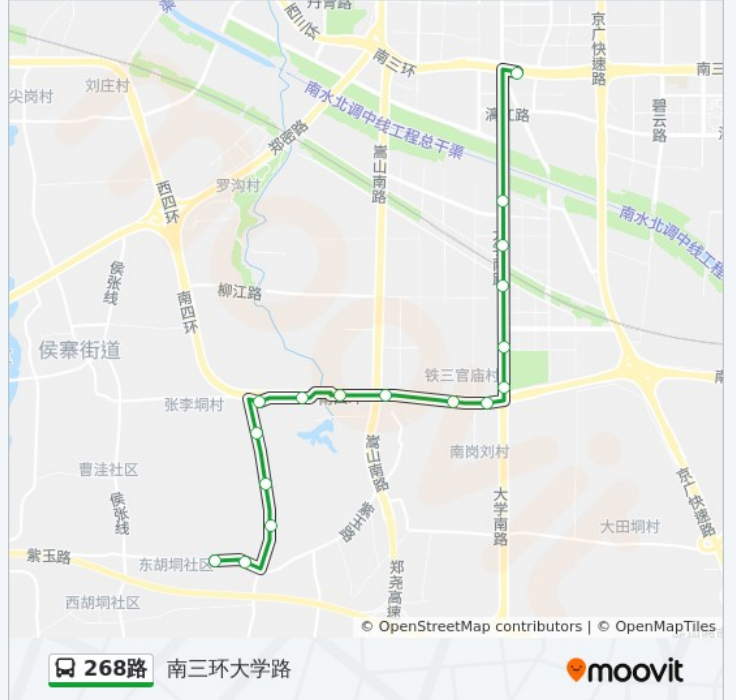 丹青路
西三环
京广快速路
南三环
南三
刘庄村
尖岗村
南水北调中线工程总干渠
漓江路
碧云路
郑密路
嵩山南路
罗沟村
西四环
南水北调中线工程
侯张线
柳江路
南四环
侯寨街道
铁三官庙村
张李垌村
嵩山南路
南岗刘村
曹洼社区
京广快速路
侯张线
大学南路
紫玉路
大田垌村
紫玉路
东胡垌社区
郑尧高速
西胡垌社区
© OpenStreetMap contributors | © OpenMapTiles
268路 南三环大学路
moovit